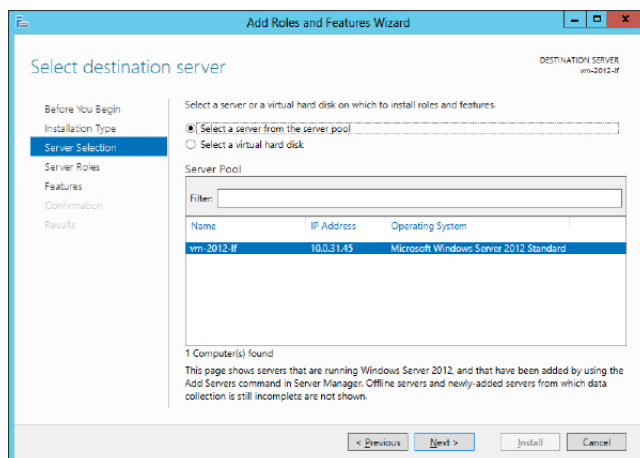 Add Roles and Features Wizard
Select destination server
DESTINATION SERVER
vm-2012-lf
Before You Begin
Installation Type
Server Selection
Server Roles
Features
Confirmation
Results
Select a server or a virtual hard disk on which to install roles and features.
Select a server from the server pool
Select a virtual hard disk
Server Pool
Filter:
Name IP Address Operating System
vm-2012-lf 10.0.31.45 Microsoft Windows Server 2012 Standard
1 Computer(s) found
This page shows servers that are running Windows Server 2012, and that have been added by using the
Add Servers command in Server Manager. Offline servers and newly-added servers from which data
collection is still incomplete are not shown.
< Previous Next > Install Cancel